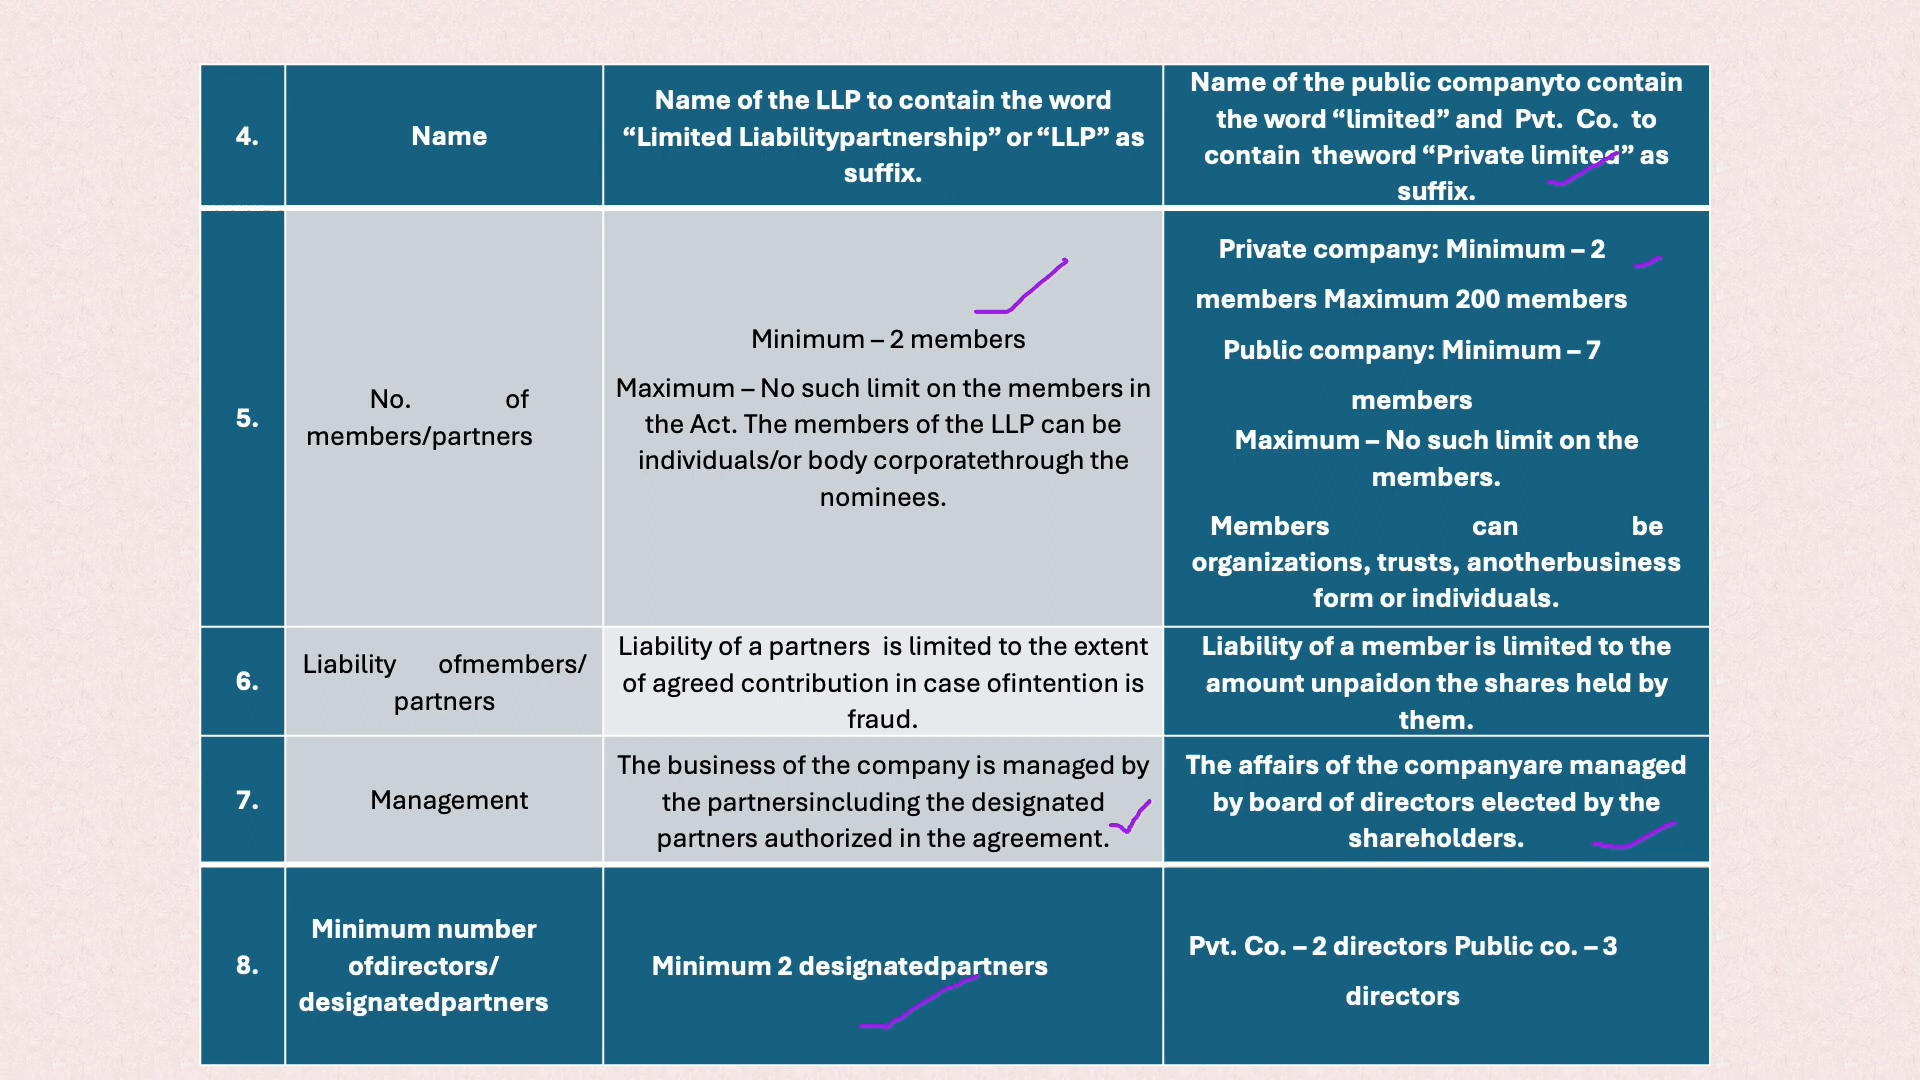 4.
Name
Name of the LLP to contain the word
“Limited Liabilitypartnership” or “LLP” as
suffix.
Name of the public companyto contain
the word “limited” and Pvt. Co. to
contain theword “Private limited” as
suffix.
5.
No. of
members/partners
Minimum – 2 members
Maximum – No such limit on the members in
the Act. The members of the LLP can be
individuals/or body corporatethrough the
nominees.
Private company: Minimum – 2
members Maximum 200 members
Public company: Minimum – 7
members
Maximum – No such limit on the
members.
Members can be
organizations, trusts, anotherbusiness
form or individuals.
6.
Liability ofmembers/
partners
Liability of a partners is limited to the extent
of agreed contribution in case ofintention is
fraud.
Liability of a member is limited to the
amount unpaidon the shares held by
them.
7.
Management
The business of the company is managed by
the partnersincluding the designated
partners authorized in the agreement.
The affairs of the companyare managed
by board of directors elected by the
shareholders.
8.
Minimum number
ofdirectors/
designatedpartners
Minimum 2 designatedpartners
Pvt. Co. – 2 directors Public co. – 3
directors